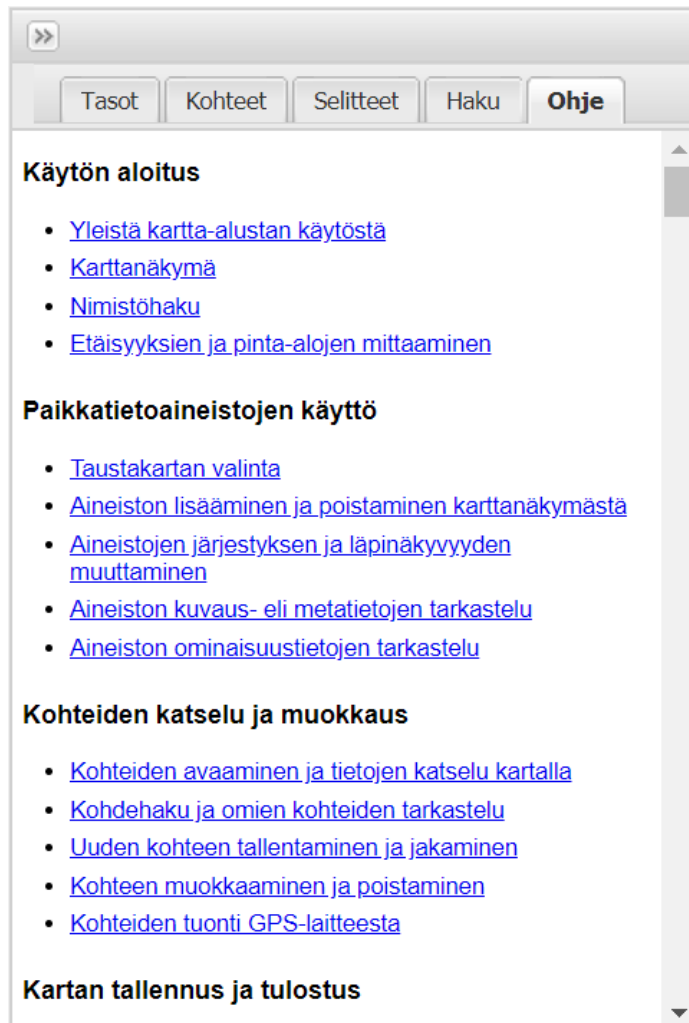 Tasot Kohteet Selitteet Haku Ohje
Käytön aloitus
Yleistä kartta-alustan käytöstä
Karttanäkymä
Nimistöhaku
Etäisyyksien ja pinta-alojen mittaaminen
Paikkatietoaineistojen käyttö
Taustakartan valinta
Aineiston lisääminen ja poistaminen karttanäkymästä
Aineistojen järjestyksen ja läpinäkyvyyden
muuttaminen
Aineiston kuvaus- eli metatietojen tarkastelu
Aineiston ominaisuustietojen tarkastelu
Kohteiden katselu ja muokkaus
Kohteiden avaaminen ja tietojen katselu kartalla
Kohdehaku ja omien kohteiden tarkastelu
Uuden kohteen tallentaminen ja jakaminen
Kohteen muokkaaminen ja poistaminen
Kohteiden tuonti GPS-laitteesta
Kartan tallennus ja tulostus